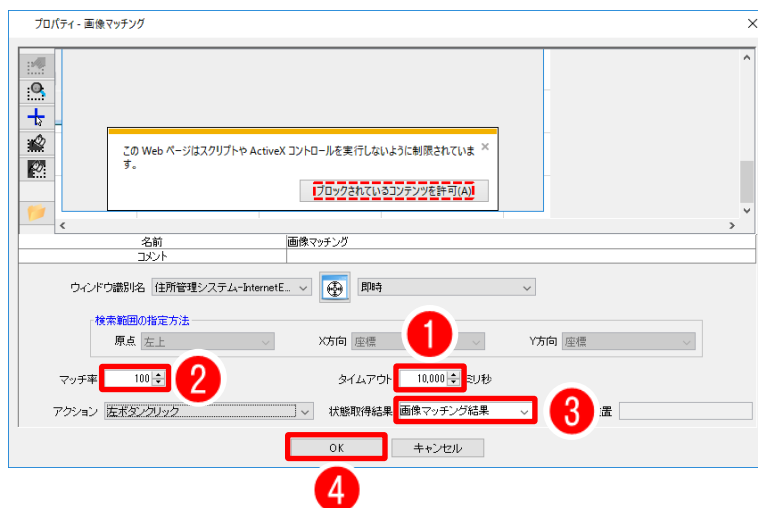 プロパティ - 画像マッチング
この Web ページはスクリプトや ActiveX コントロールを実行しないように制限されていま
す。
ブロックされているコンテンツを許可(A)
名前 画像マッチング
コメント
ウィンドウ識別名 住所管理システム-InternetE... 即時
検索範囲の指定方法
原点 左上 X方向 座標 Y方向 座標
1
マッチ率 100 2 タイムアウト 10,000 ミリ秒
アクション 左ボタンクリック 状態取得結果 画像マッチング結果 3 置
OK キャンセル
4